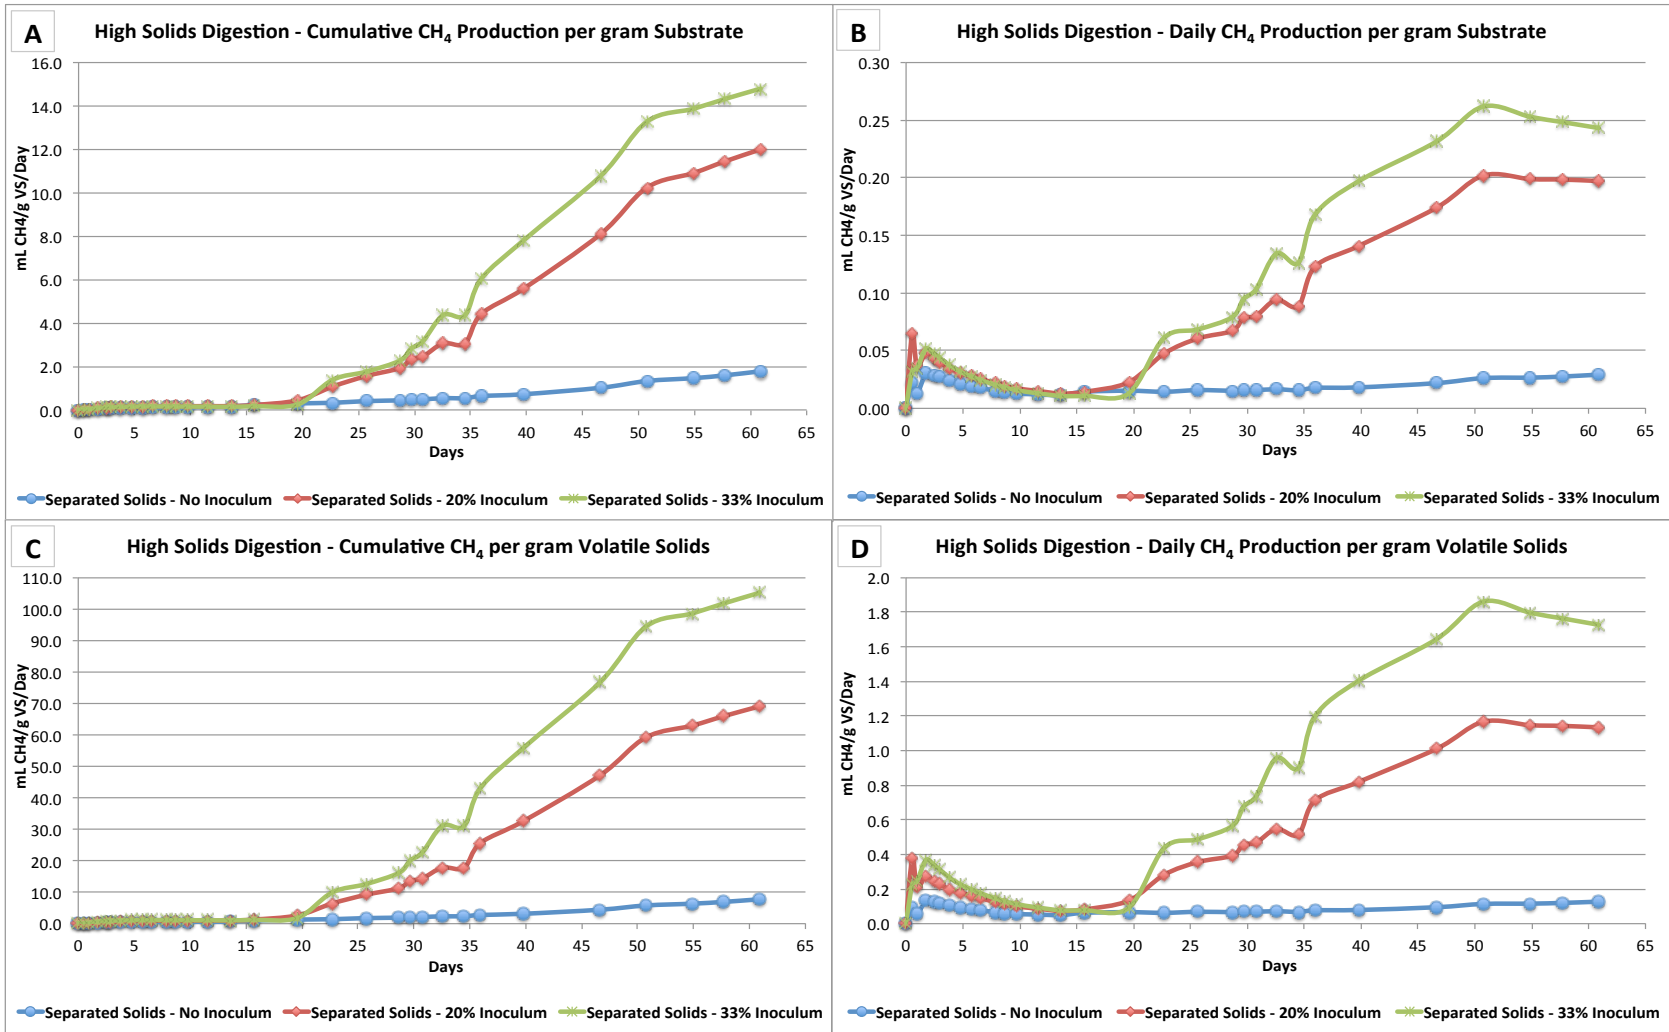 A
High Solids Digestion - Cumulative CH₄ Production per gram Substrate
16.0
14.0
12.0
10.0
8.0
6.0
4.0
2.0
0.0
mL CH4/g VS/Day
0 5 10 15 20 25 30 35 40 45 50 55 60 65
Days
Separated Solids - No Inoculum Separated Solids - 20% Inoculum Separated Solids - 33% Inoculum
B
High Solids Digestion - Daily CH₄ Production per gram Substrate
0.30
0.25
0.20
0.15
0.10
0.05
0.00
mL CH4/g VS/Day
0 5 10 15 20 25 30 35 40 45 50 55 60 65
Days
Separated Solids - No Inoculum Separated Solids - 20% Inoculum Separated Solids - 33% Inoculum
C
High Solids Digestion - Cumulative CH₄ per gram Volatile Solids
110.0
100.0
90.0
80.0
70.0
60.0
50.0
40.0
30.0
20.0
10.0
0.0
mL CH4/g VS/Day
0 5 10 15 20 25 30 35 40 45 50 55 60 65
Days
Separated Solids - No Inoculum Separated Solids - 20% Inoculum Separated Solids - 33% Inoculum
D
High Solids Digestion - Daily CH₄ Production per gram Volatile Solids
2.0
1.8
1.6
1.4
1.2
1.0
0.8
0.6
0.4
0.2
0.0
mL CH4/g VS/Day
0 5 10 15 20 25 30 35 40 45 50 55 60 65
Days
Separated Solids - No Inoculum Separated Solids - 20% Inoculum Separated Solids - 33% Inoculum